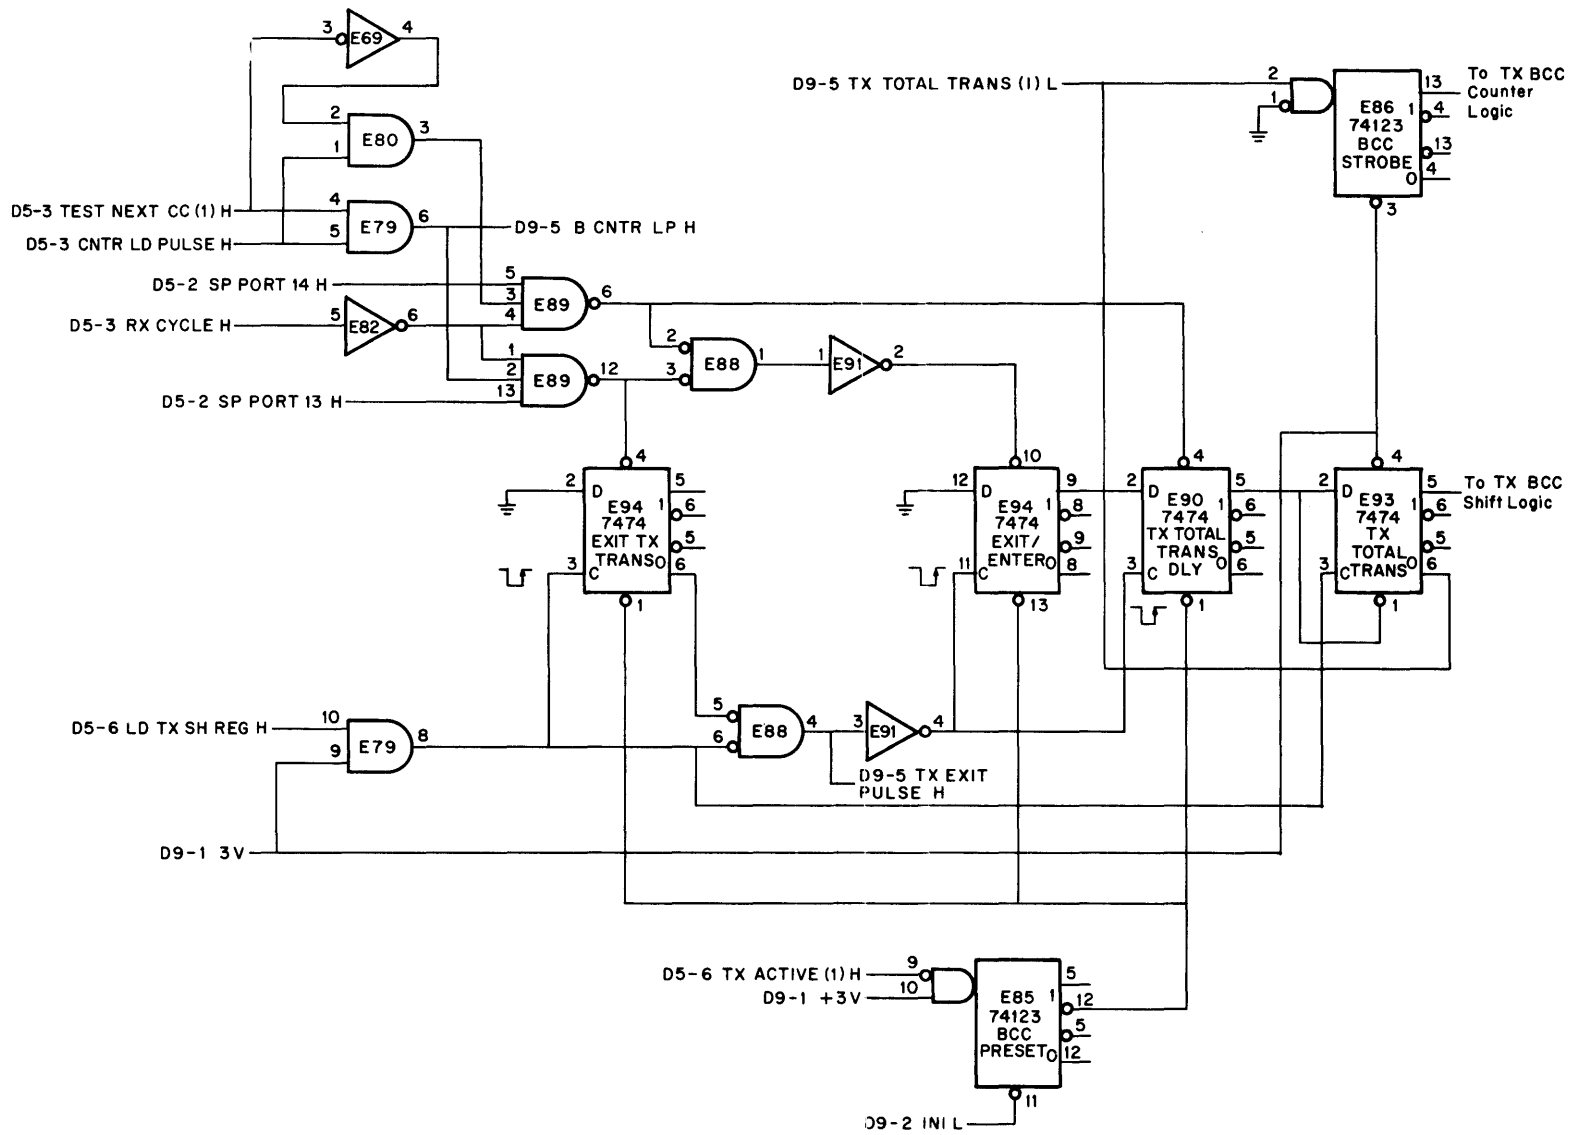 3 E69 4
D9-5 TX TOTAL TRANS (1) L
2
1
E86
74123
BCC
STROBE
1
0
13
4
13
4
3
To TX BCC
Counter
Logic
2
1
E80
3
D5-3 TEST NEXT CC (1) H
4
D5-3 CNTR LD PULSE H
5
E79
6
D9-5 B CNTR LP H
D5-2 SP PORT 14 H
5
3
4
E89
6
D5-3 RX CYCLE H
5 E82 6
1
2
13
E89
12
D5-2 SP PORT 13 H
2
3
E88
1
1 E91 2
4
2
D
E94
7474
EXIT TX
TRANS
1
0
C
3
5
6
5
6
1
10
12
D
E94
7474
EXIT/
ENTER
1
0
C
11
9
8
9
8
13
4
2
D
E90
7474
TX TOTAL
TRANS
DLY
1
0
C
3
5
6
5
6
1
4
2
D
E93
7474
TX
TOTAL
TRANS
1
0
C
3
5
6
5
6
1
To TX BCC
Shift Logic
D5-6 LD TX SH REG H
10
9
E79
8
5
6
E88
4
3 E91 4
D9-5 TX EXIT
PULSE H
D9-1 3V
D5-6 TX ACTIVE (1) H
9
D9-1 +3V
10
E85
74123
BCC
PRESET
1
0
5
12
5
12
11
D9-2 INI L